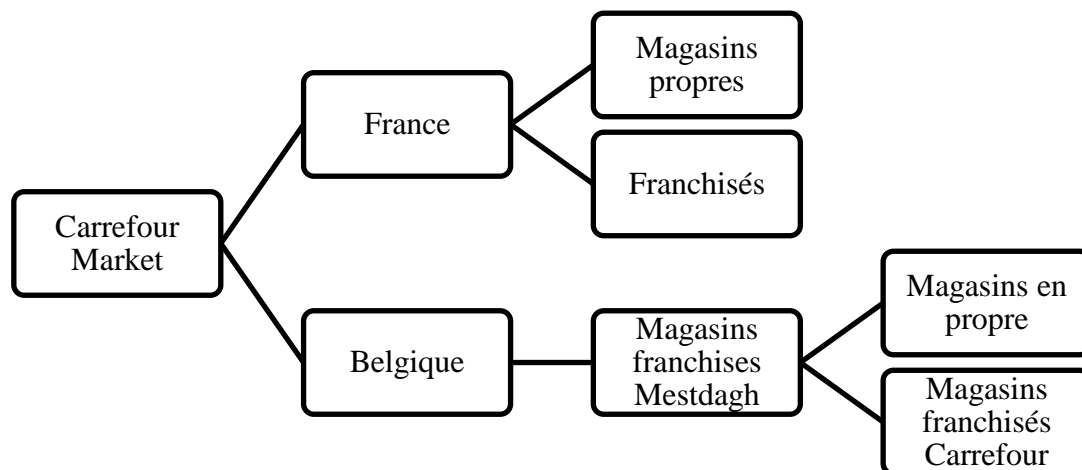 Magasins
propres
France
Franchisés
Carrefour
Market
Magasins en
propre
Belgique
Magasins
franchises
Mestdagh
Magasins
franchisés
Carrefour